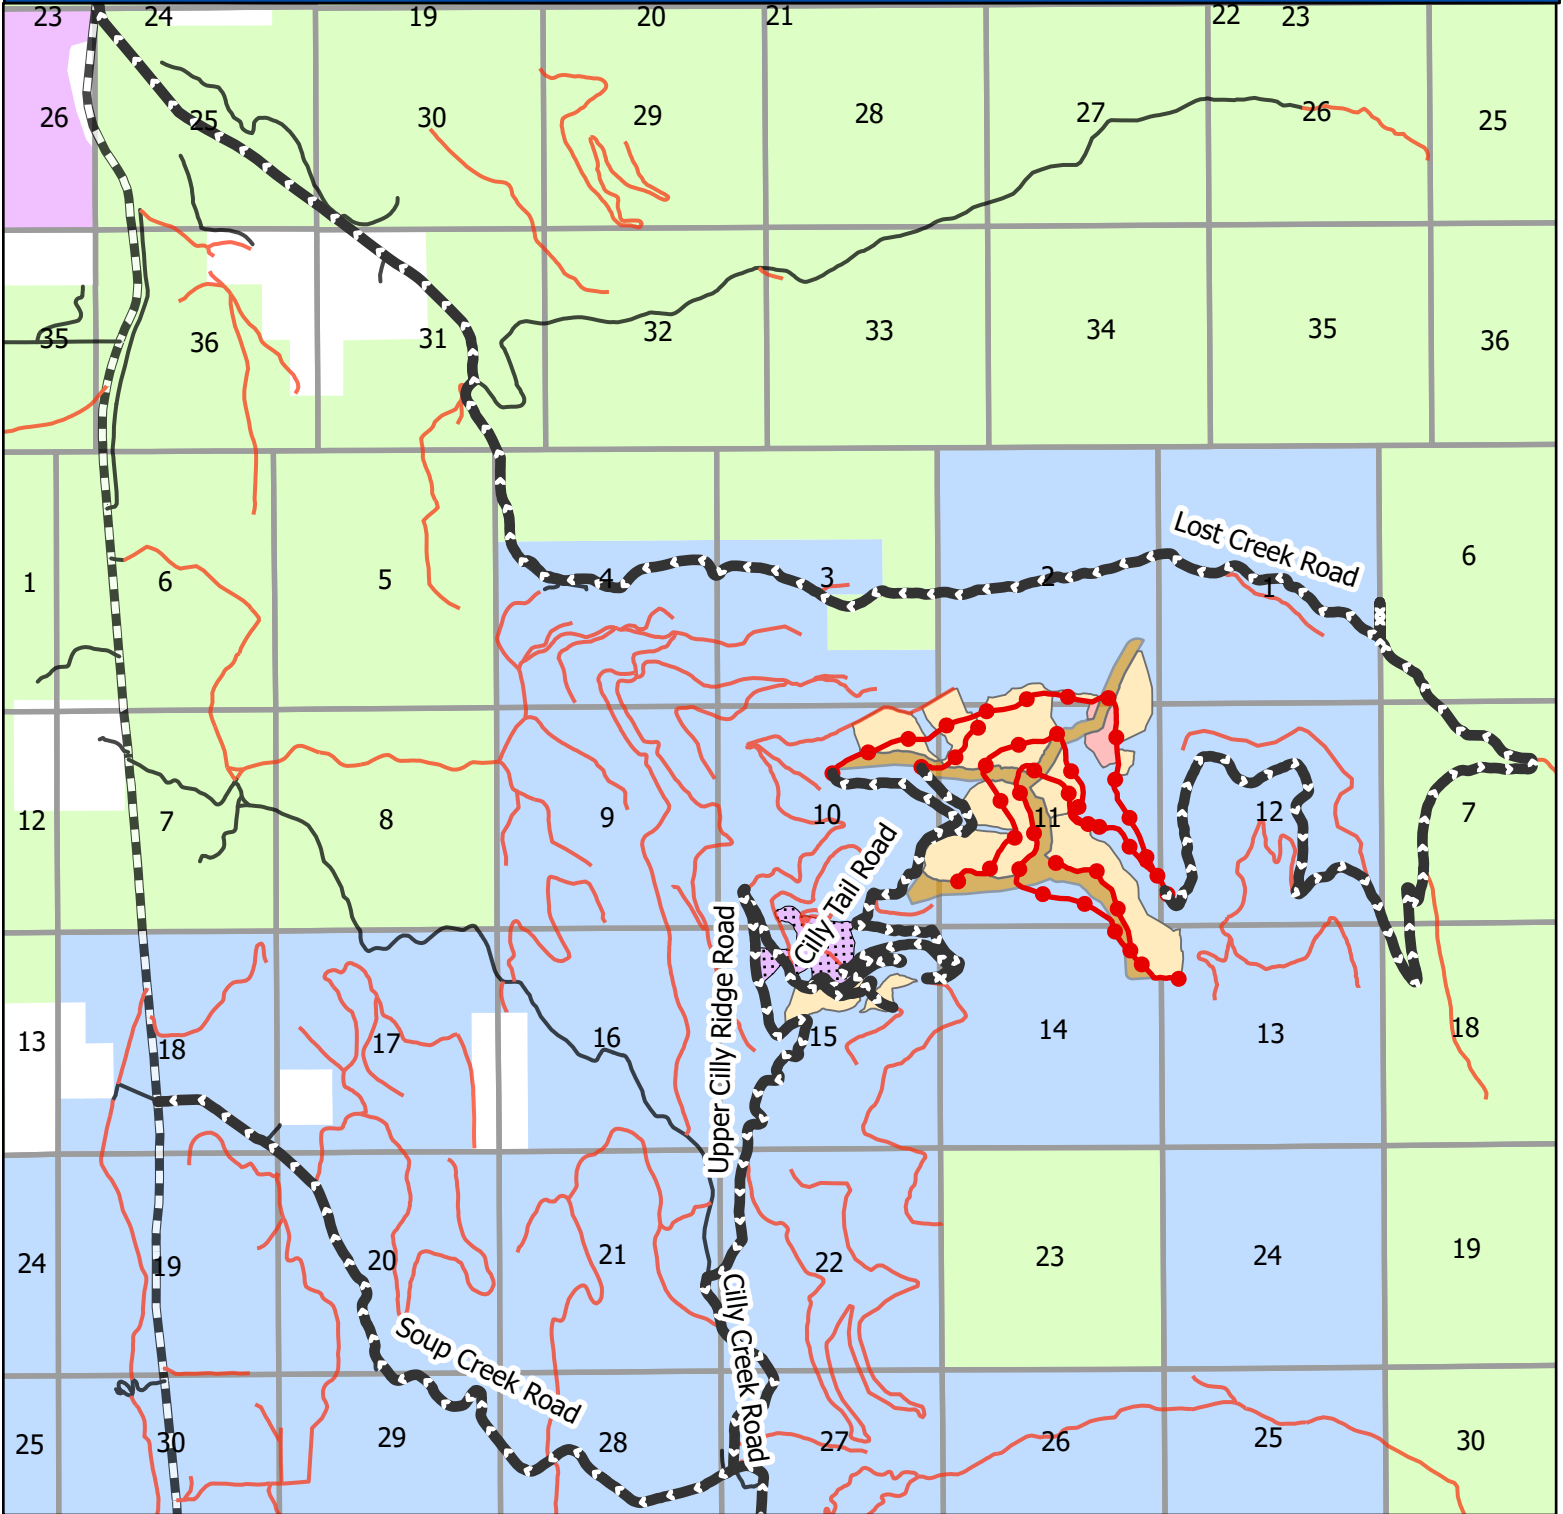 23 24 19 20 21 22 23
26 25 30 29 28 27 26 25
35 36 31 32 33 34 35 36
1 6 5 4 3 2 1 6
Lost Creek Road
12 7 8 9 10 11 12 7
Cilly Tail Road
Upper Cilly Ridge Road
13 18 17 16 15 14 13 18
24 19 20 21 22 23 24 19
Soup Creek Road
Cilly Creek Road
25 30 29 28 27 26 25 30